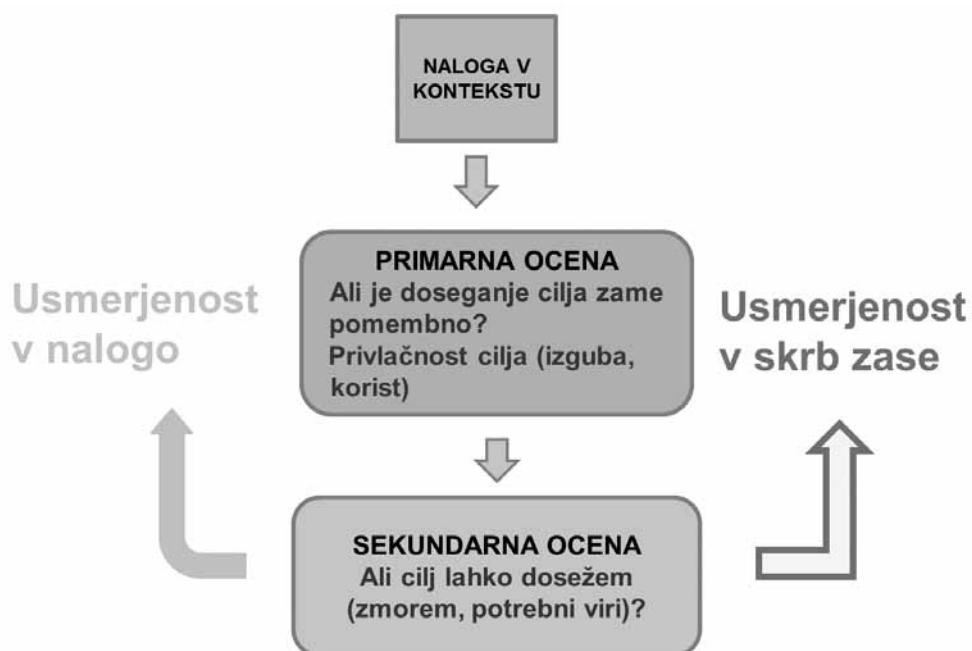 NALOGA V
KONTEKSTU
PRIMARNA OCENA
Ali je doseganje cilja zame
pomembno?
Privlačnost cilja (izguba,
korist)
Usmerjenost
v nalogo
Usmerjenost
v skrb zase
SEKUNDARNA OCENA
Ali cilj lahko dosežem
(zmorem, potrebni viri)?